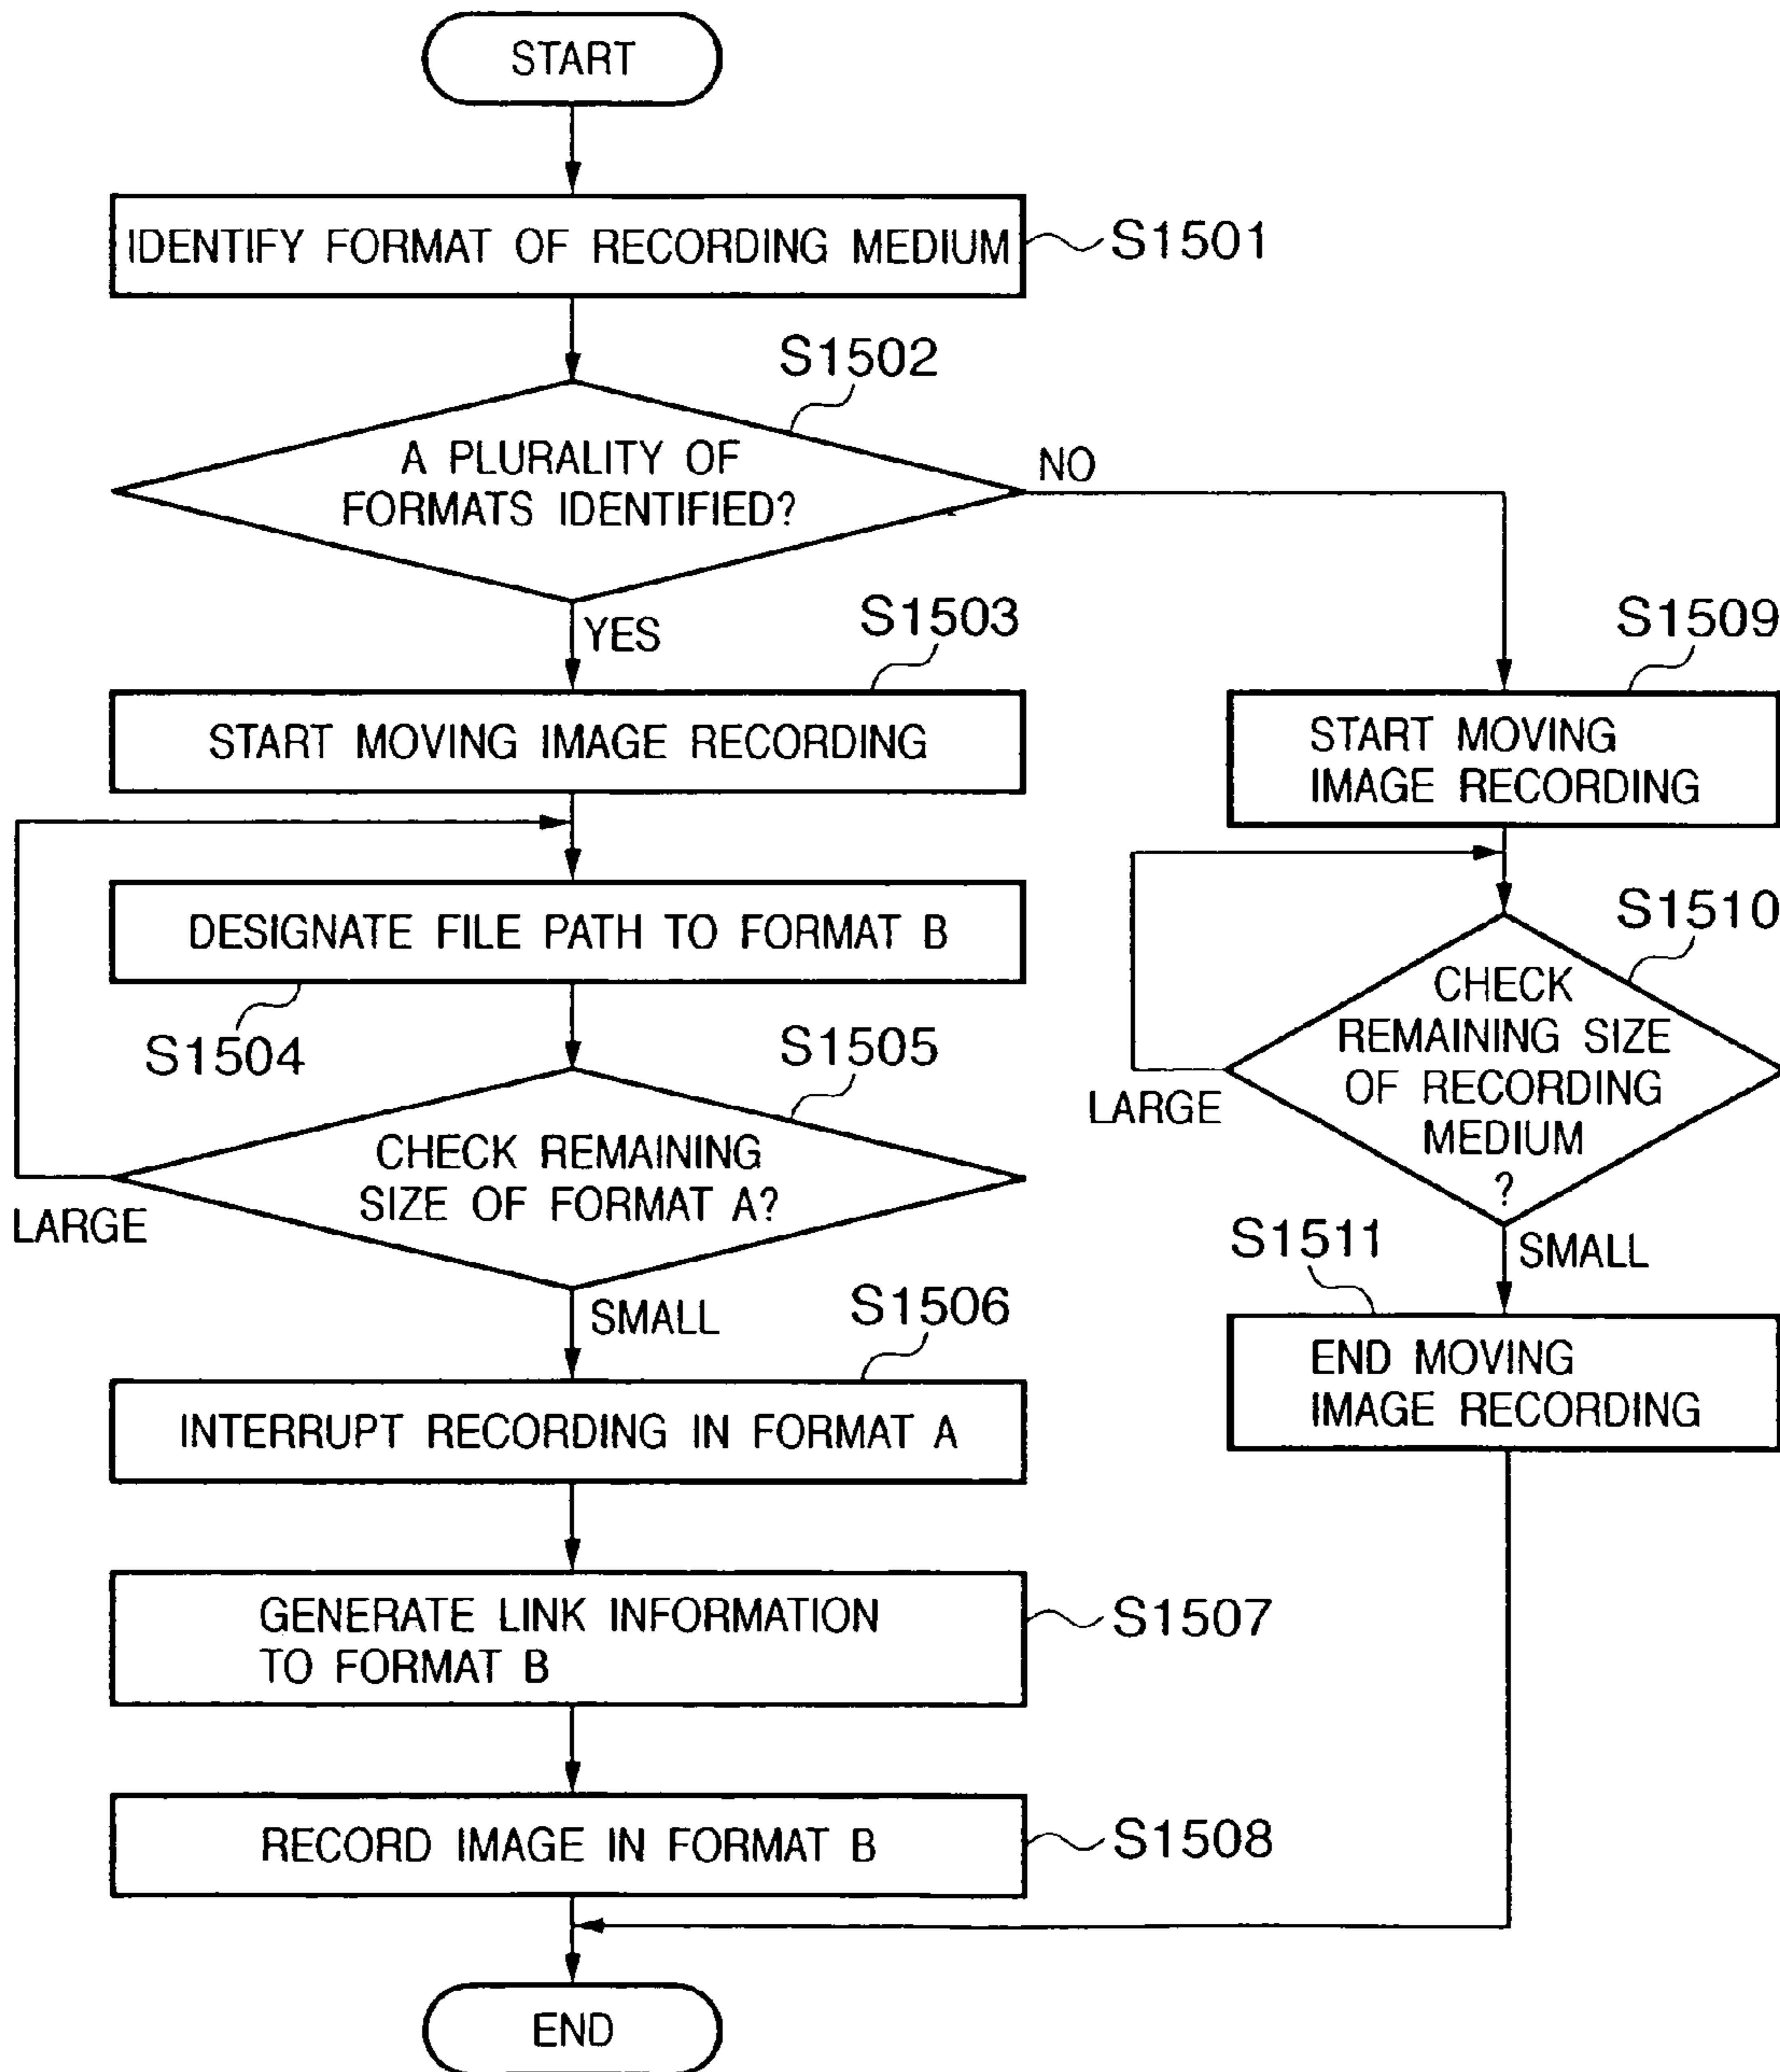 START
IDENTIFY FORMAT OF RECORDING MEDIUM
S1501
S1502
A PLURALITY OF
FORMATS IDENTIFIED?
NO
YES
S1503
START MOVING IMAGE RECORDING
DESIGNATE FILE PATH TO FORMAT B
S1504
S1505
CHECK REMAINING
SIZE OF FORMAT A?
LARGE
SMALL
S1506
INTERRUPT RECORDING IN FORMAT A
GENERATE LINK INFORMATION
TO FORMAT B
S1507
RECORD IMAGE IN FORMAT B
S1508
S1509
START MOVING
IMAGE RECORDING
S1510
CHECK
REMAINING SIZE
OF RECORDING
MEDIUM
?
LARGE
SMALL
S1511
END MOVING
IMAGE RECORDING
END